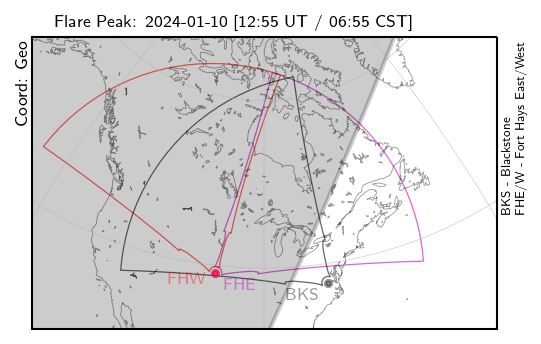 Flare Peak: 2024-01-10 [12:55 UT / 06:55 CST]
Coord: Geo
FHW
FHE
BKS
BKS - Blackstone
FHE/W - Fort Hays East/West